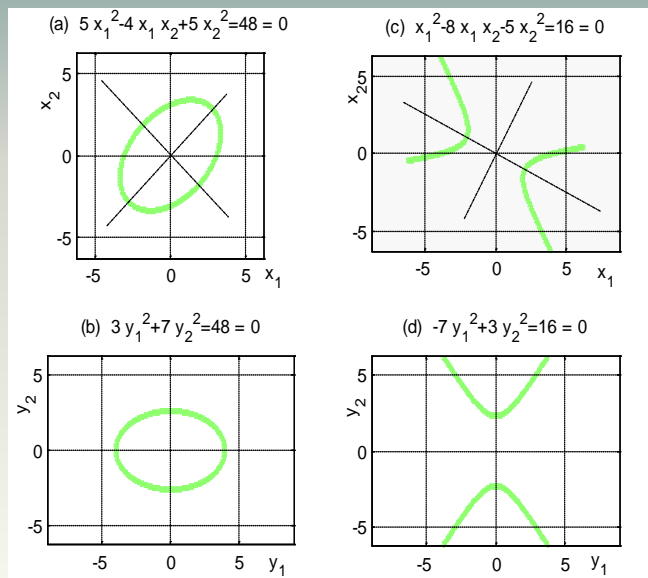 (a) 5 x₁²-4 x₁ x₂+5 x₂²=48 = 0
x₂
5
0
-5
-5 0 5 x₁
(c) x₁²-8 x₁ x₂-5 x₂²=16 = 0
x₂
5
0
-5
-5 0 5
x₁
(b) 3 y₁²+7 y₂²=48 = 0
y₂
5
0
-5
-5 0 5 y₁
(d) -7 y₁²+3 y₂²=16 = 0
y₂
5
0
-5
-5 0 5
y₁